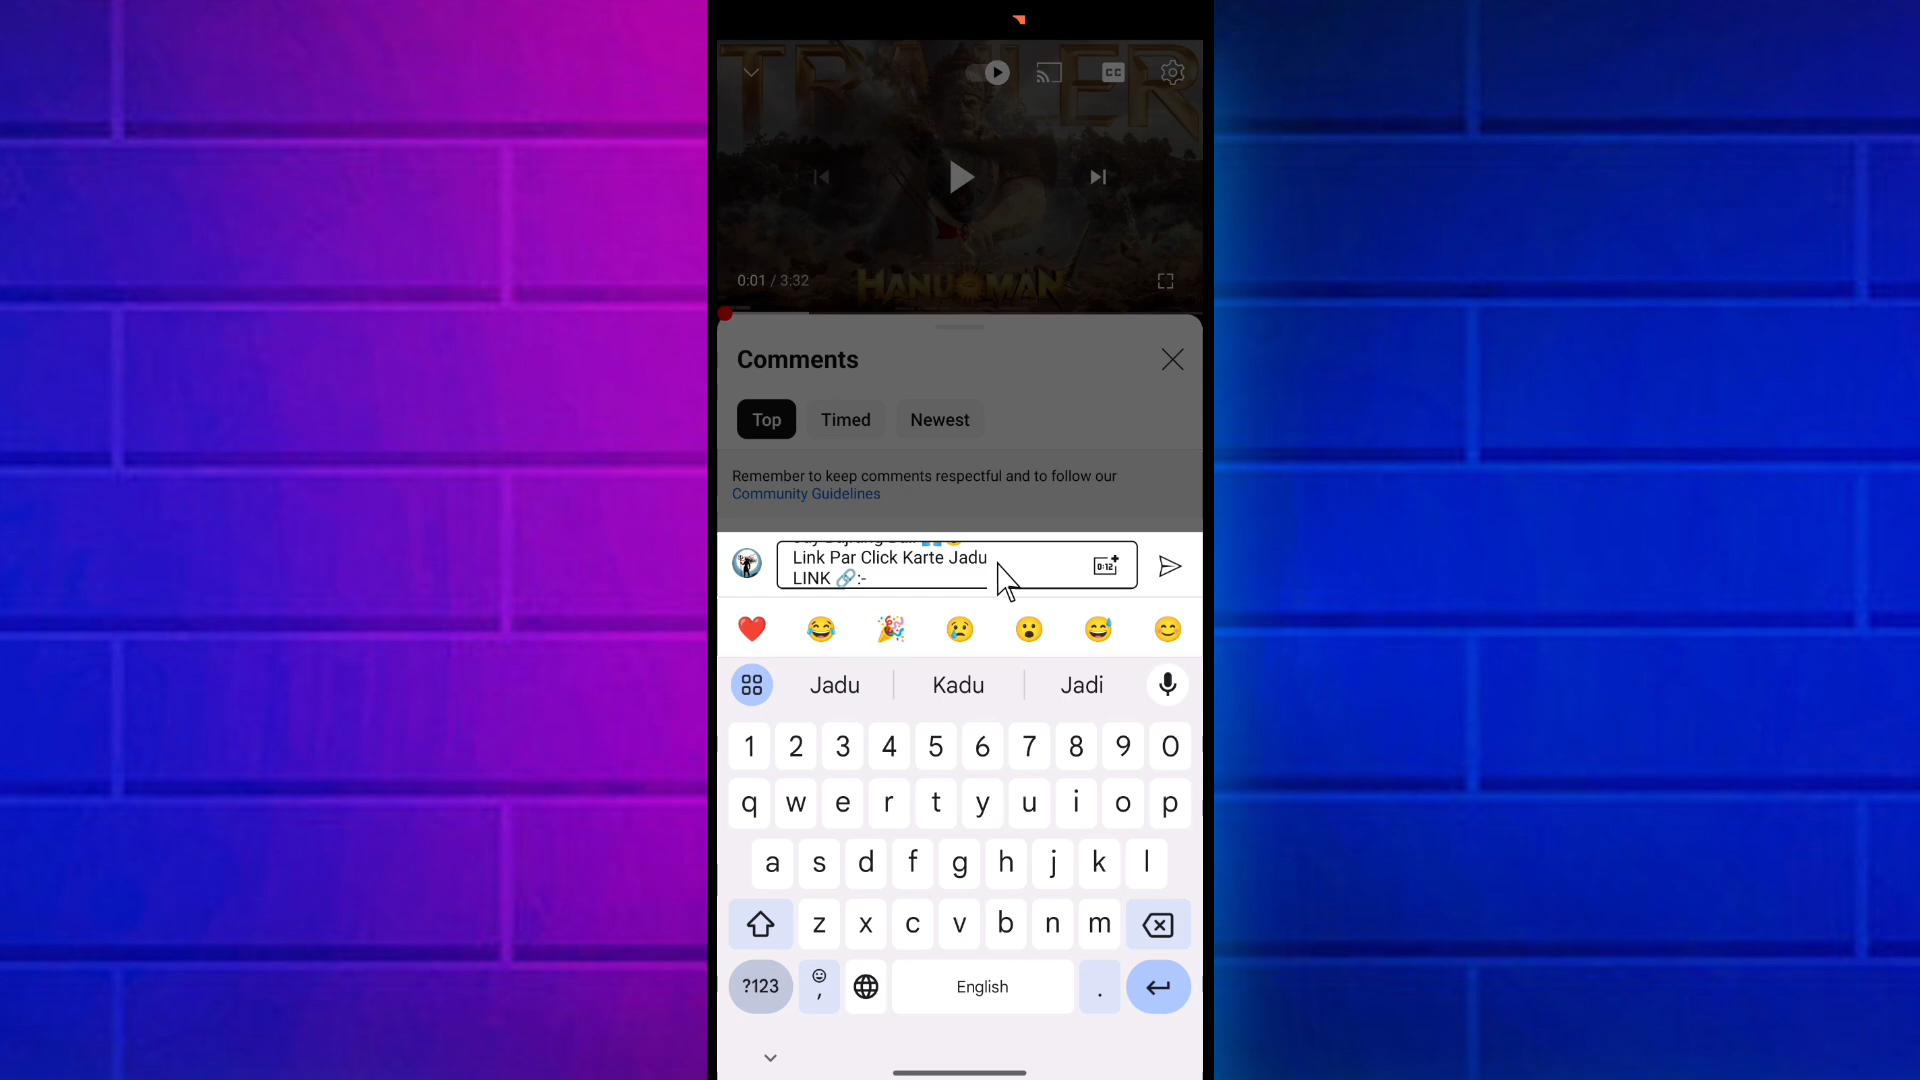 TRAILER
CC
0:01 / 3:32
HANUMAN
Comments
Top Timed Newest
Remember to keep comments respectful and to follow our
Community Guidelines
Link Par Click Karte Jadu
LINK 🔗:-
0:12
Jadu Kadu Jadi
1 2 3 4 5 6 7 8 9 0
q w e r t y u i o p
a s d f g h j k l
z x c v b n m
?123 , English .